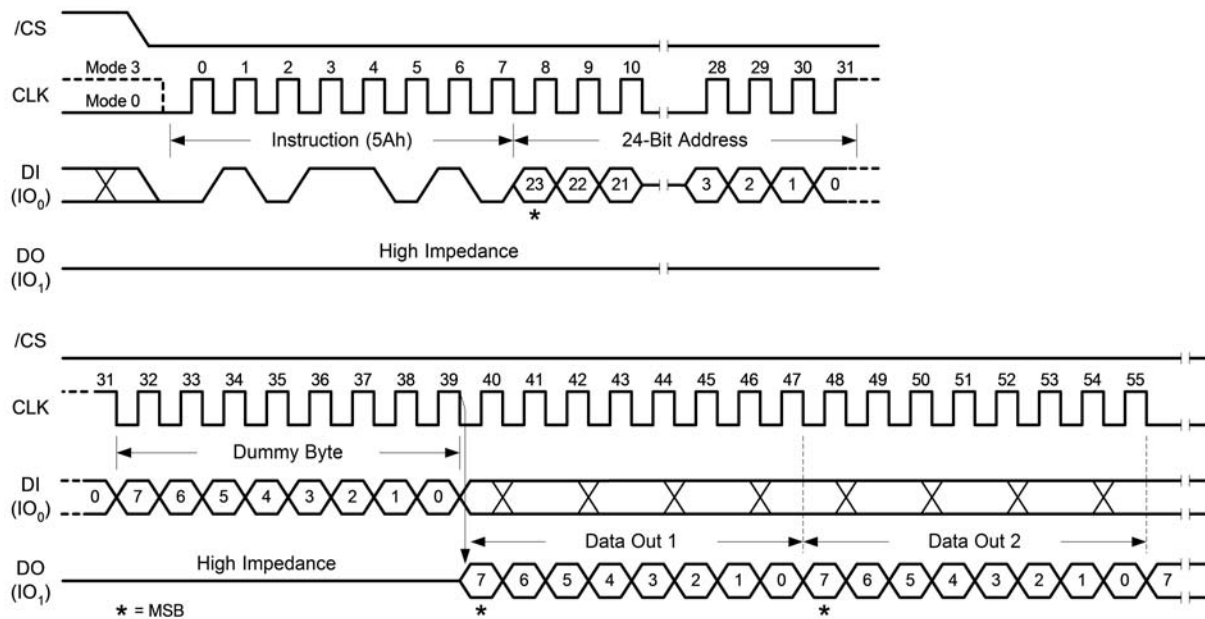 /CS
Mode 3 0 1 2 3 4 5 6 7 8 9 10 28 29 30 31
CLK
Mode 0
Instruction (5Ah) 24-Bit Address
DI
(IO0) 23 22 21 3 2 1 0
*
DO High Impedance
(IO1)
/CS
31 32 33 34 35 36 37 38 39 40 41 42 43 44 45 46 47 48 49 50 51 52 53 54 55
CLK
Dummy Byte
DI
(IO0) 0 7 6 5 4 3 2 1 0
Data Out 1 Data Out 2
DO High Impedance
(IO1) 7 6 5 4 3 2 1 0 7 6 5 4 3 2 1 0 7
* = MSB * *